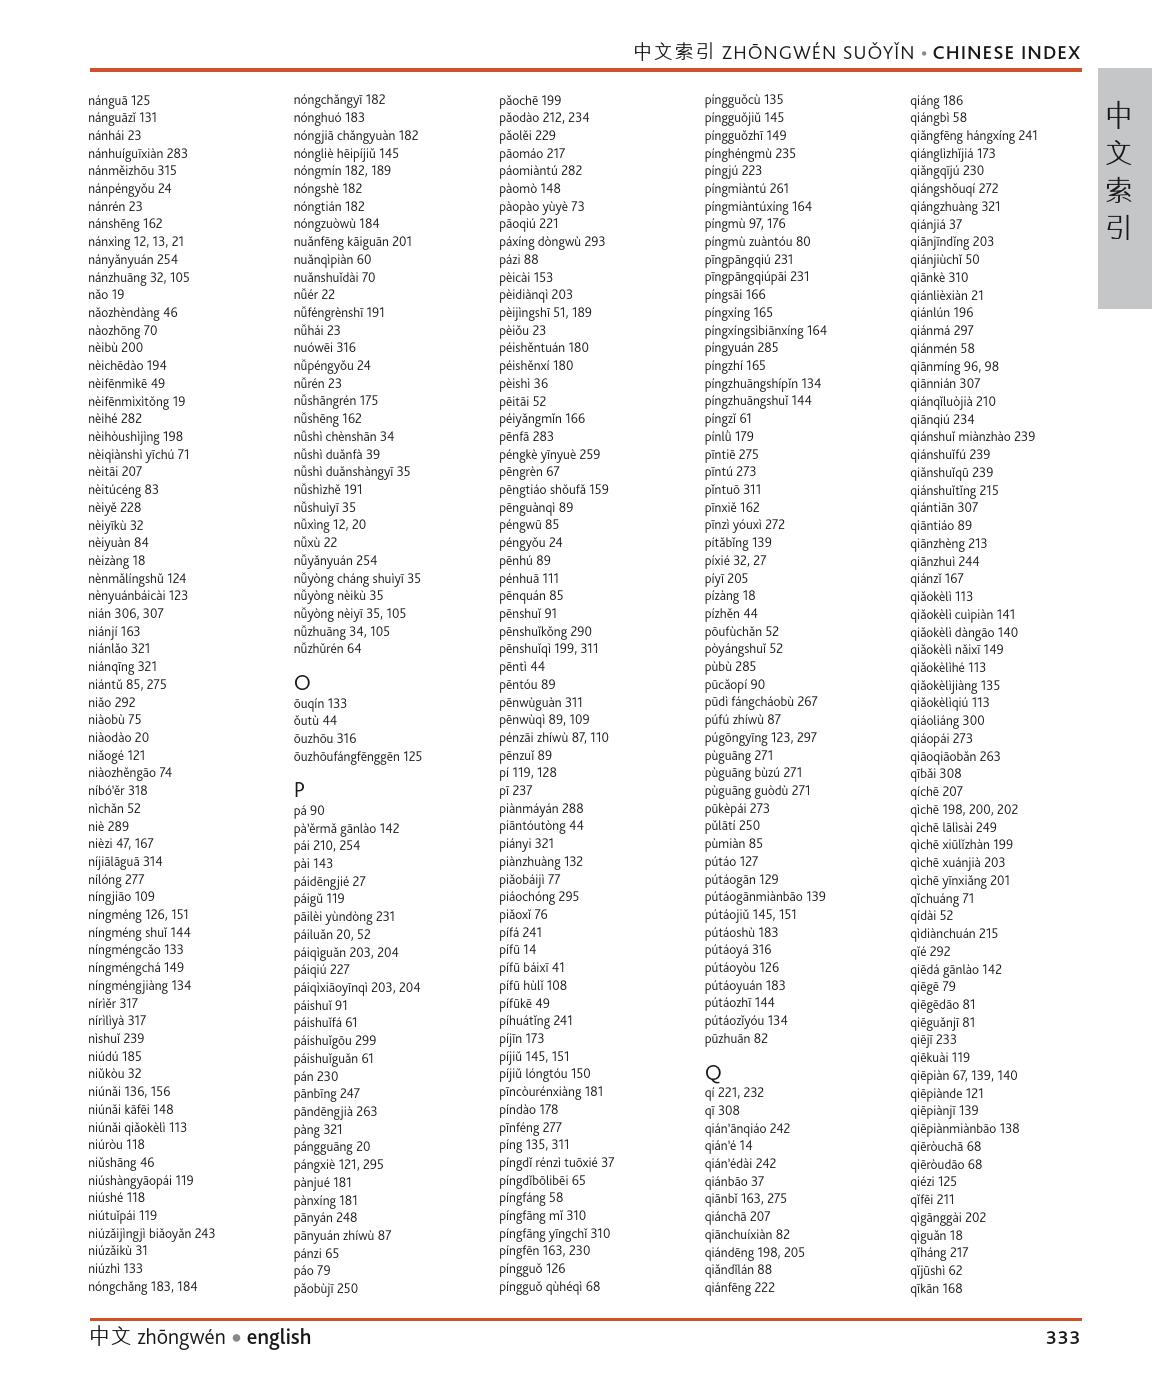 中文索引 ZHŌNGWÉN SUǑYǏN • CHINESE INDEX
nánguā 125
nánguāzǐ 131
nánhái 23
nánhuíguīxiàn 283
nánměizhōu 315
nánpéngyǒu 24
nánrén 23
nánshēng 162
nánxìng 12, 13, 21
nányǎnyuán 254
nánzhuāng 32, 105
nǎo 19
nǎozhèndàng 46
nàozhōng 70
nèibù 200
nèichēdào 194
nèifēnmìkē 49
nèifēnmìxìtǒng 19
nèihé 282
nèihòushìjìng 198
nèiqiànshì yīchú 71
nèitāi 207
nèitúcéng 83
nèiyě 228
nèiyīkù 32
nèiyuàn 84
nèizàng 18
nènmǎlíngshǔ 124
nènyuánbáicài 123
nián 306, 307
niánjí 163
niánlǎo 321
niánqīng 321
niántǔ 85, 275
niǎo 292
niàobù 75
niàodào 20
niǎogé 121
niàozhěngāo 74
níbó'ěr 318
nìchǎn 52
niè 289
nièzi 47, 167
níjiālāguā 314
nílóng 277
níngjiāo 109
níngméng 126, 151
níngméng shuǐ 144
níngméngcǎo 133
níngméngchá 149
níngméngjiàng 134
nírìěr 317
nírìlìyà 317
nìshuǐ 239
niúdú 185
niǔkòu 32
niúnǎi 136, 156
niúnǎi kāfēi 148
niúnǎi qiǎokèlì 113
niúròu 118
niǔshāng 46
niúshàngyāopái 119
niúshé 118
niútuǐpái 119
niúzǎijìngjì biǎoyǎn 243
niúzǎikù 31
niúzhì 133
nóngchǎng 183, 184
nóngchǎngyī 182
nónghuó 183
nóngjiā chǎngyuàn 182
nóngliè hēipíjiǔ 145
nóngmín 182, 189
nóngshè 182
nóngtián 182
nóngzuòwù 184
nuǎnfēng kāiguān 201
nuǎnqìpiàn 60
nuǎnshuǐdài 70
nǚér 22
nǚféngrènshī 191
nǚhái 23
nuówēi 316
nǚpéngyǒu 24
nǚrén 23
nǚshāngrén 175
nǚshēng 162
nǚshì chènshān 34
nǚshì duǎnfà 39
nǚshì duǎnshàngyī 35
nǚshìzhě 191
nǚshuìyī 35
nǚxìng 12, 20
nǚxù 22
nǚyǎnyuán 254
nǚyòng cháng shuìyī 35
nǚyòng nèikù 35
nǚyòng nèiyī 35, 105
nǚzhuāng 34, 105
nǚzhǔrén 64
O
ōuqín 133
ǒutù 44
ōuzhōu 316
ōuzhōufángfēnggēn 125
P
pá 90
pà'ěrmǎ gānlào 142
pái 210, 254
pài 143
páidēngjié 27
páigǔ 119
pāilèi yùndòng 231
páiluǎn 20, 52
páiqìguǎn 203, 204
páiqiú 227
páiqìxiāoyīnqì 203, 204
páishuǐ 91
páishuǐfá 61
páishuǐgōu 299
páishuǐguǎn 61
pán 230
pānbīng 247
pāndēngjià 263
pàng 321
pángguāng 20
pángxiè 121, 295
pànjué 181
pànxíng 181
pānyán 248
pānyuán zhíwù 87
pánzi 65
páo 79
pǎobùjī 250
pǎochē 199
pǎodào 212, 234
pǎolěi 229
pāomáo 217
páomiàntú 282
pàomò 148
pàopào yùyè 73
pāoqiú 221
páxíng dòngwù 293
pázi 88
pèicài 153
pèidiànqì 203
pèijìngshī 51, 189
pèiǒu 23
péishěntuán 180
péishěnxí 180
pèishì 36
pēitāi 52
péiyǎngmǐn 166
pēnfā 283
péngkè yīnyuè 259
pēngrèn 67
pēngtiáo shǒufǎ 159
pēnguànqì 89
péngwū 85
péngyǒu 24
pēnhú 89
pénhuā 111
pēnquán 85
pēnshuǐ 91
pēnshuǐkǒng 290
pēnshuǐqì 199, 311
pēntì 44
pēntóu 89
pēnwùguàn 311
pēnwùqì 89, 109
pénzāi zhíwù 87, 110
pēnzuǐ 89
pí 119, 128
pī 237
piànmáyán 288
piāntóutòng 44
piányi 321
piànzhuàng 132
piǎobáijì 77
piáochóng 295
piǎoxǐ 76
pífá 241
pífū 14
pífū báixī 41
pífū hùlǐ 108
pífūkē 49
píhuátǐng 241
píjīn 173
píjiǔ 145, 151
píjiǔ lóngtóu 150
pīncòurénxiàng 181
píndào 178
pīnféng 277
píng 135, 311
píngdǐ rénzì tuōxié 37
píngdǐbōlibēi 65
píngfáng 58
píngfāng mǐ 310
píngfāng yīngchǐ 310
píngfēn 163, 230
píngguǒ 126
píngguǒ qùhéqì 68
píngguǒcù 135
píngguǒjiǔ 145
píngguǒzhī 149
pínghéngmù 235
píngjú 223
píngmiàntú 261
píngmiàntúxíng 164
píngmù 97, 176
píngmù zuàntóu 80
pīngpāngqiú 231
pīngpāngqiúpāi 231
píngsāi 166
píngxíng 165
píngxíngsìbiānxíng 164
píngyuán 285
píngzhí 165
píngzhuāngshípǐn 134
píngzhuāngshuǐ 144
píngzǐ 61
pínlǜ 179
pīntiē 275
pīntú 273
pǐntuō 311
pīnxiě 162
pīnzì yóuxì 272
pítǎbǐng 139
píxié 32, 27
píyī 205
pízàng 18
pízhěn 44
pōufùchǎn 52
pòyángshuǐ 52
pùbù 285
pūcǎopí 90
pūdì fángcháobù 267
púfú zhíwù 87
púgōngyīng 123, 297
pùguāng 271
pùguāng bùzú 271
pùguāng guòdù 271
pūkèpái 273
pǔlātí 250
pùmiàn 85
pútáo 127
pútáogān 129
pútáogānmiànbāo 139
pútáojiǔ 145, 151
pútáoshù 183
pútáoyá 316
pútáoyòu 126
pútáoyuán 183
pútáozhī 144
pútáozǐyóu 134
pūzhuān 82
Q
qí 221, 232
qī 308
qián'ānqiáo 242
qián'é 14
qián'édài 242
qiánbāo 37
qiānbǐ 163, 275
qiánchā 207
qiānchuíxiàn 82
qiándēng 198, 205
qiǎndǐlán 88
qiánfēng 222
qiáng 186
qiángbì 58
qiǎngfēng hángxíng 241
qiánglìzhǐjiá 173
qiǎngqījú 230
qiángshǒuqí 272
qiángzhuàng 321
qiánjiá 37
qiānjīndǐng 203
qiánjiùchǐ 50
qiānkè 310
qiánlièxiàn 21
qiánlún 196
qiánmá 297
qiánmén 58
qiānmíng 96, 98
qiānnián 307
qiánqǐluòjià 210
qiānqiú 234
qiánshuǐ miànzhào 239
qiánshuǐfú 239
qiǎnshuǐqū 239
qiánshuǐtǐng 215
qiántiān 307
qiāntiáo 89
qiānzhèng 213
qiānzhuì 244
qiánzǐ 167
qiǎokèlì 113
qiǎokèlì cuìpiàn 141
qiǎokèlì dàngāo 140
qiǎokèlì nǎixī 149
qiǎokèlìhé 113
qiǎokèlìjiàng 135
qiǎokèlìqiú 113
qiáoliáng 300
qiáopái 273
qiāoqiāobǎn 263
qībǎi 308
qíchē 207
qìchē 198, 200, 202
qìchē lālìsài 249
qìchē xiūlǐzhàn 199
qìchē xuánjià 203
qìchē yīnxiǎng 201
qǐchuáng 71
qídài 52
qìdiànchuán 215
qǐé 292
qiēdá gānlào 142
qiēgē 79
qiēgēdāo 81
qiēguǎnjī 81
qiējī 233
qiēkuài 119
qiēpiàn 67, 139, 140
qiēpiànde 121
qiēpiànjī 139
qiēpiànmiànbāo 138
qiēròuchā 68
qiēròudāo 68
qiézi 125
qǐfēi 211
qìgānggài 202
qìguǎn 18
qǐháng 217
qǐjūshì 62
qīkān 168
中文索引
中文 zhōngwén • english
333